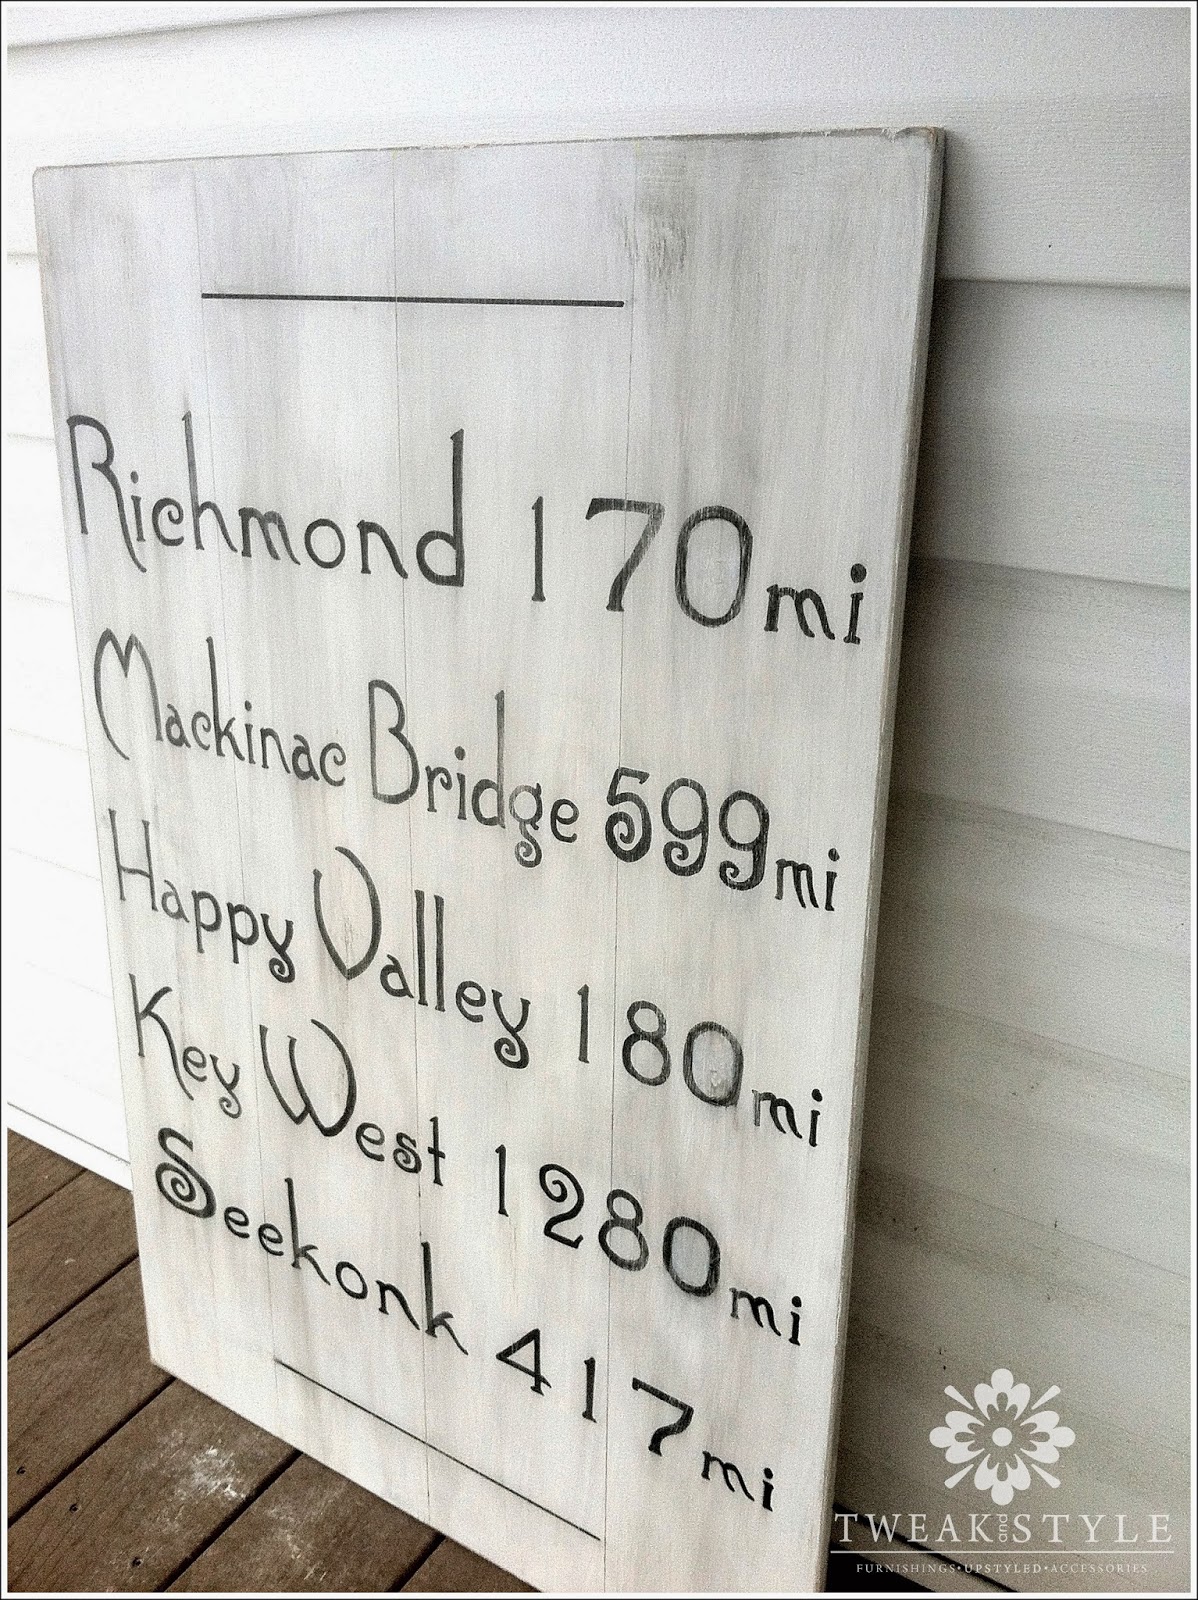 Richmond 170mi
Mackinac Bridge 599mi
Happy Valley 180mi
Key West 1280mi
Seekonk 417mi
TWEAK and STYLE
FURNISHINGS•UPSTYLED•ACCESSORIES